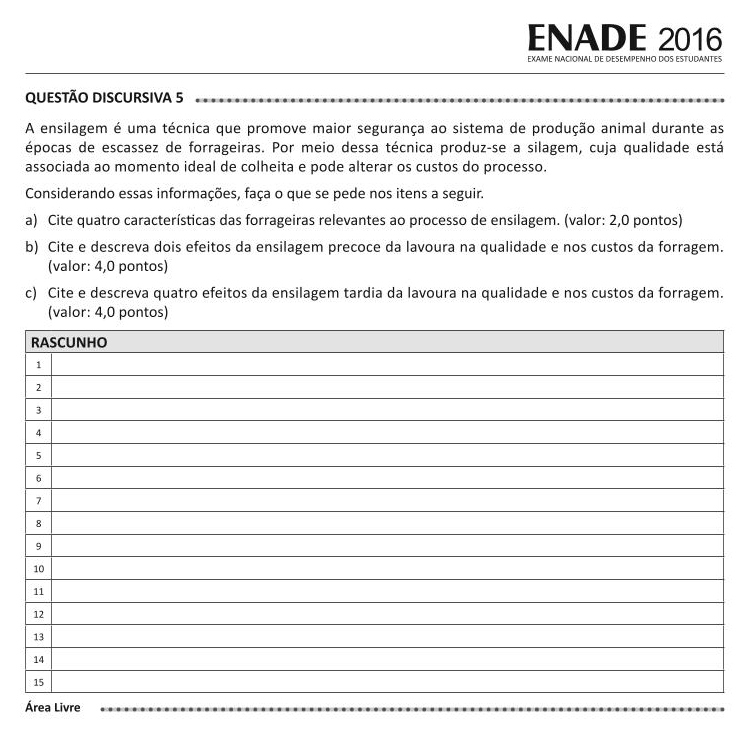 ENADE 2016
EXAME NACIONAL DE DESEMPENHO DOS ESTUDANTES
QUESTÃO DISCURSIVA 5
A ensilagem é uma técnica que promove maior segurança ao sistema de produção animal durante as
épocas de escassez de forrageiras. Por meio dessa técnica produz-se a silagem, cuja qualidade está
associada ao momento ideal de colheita e pode alterar os custos do processo.
Considerando essas informações, faça o que se pede nos itens a seguir.
a) Cite quatro características das forrageiras relevantes ao processo de ensilagem. (valor: 2,0 pontos)
b) Cite e descreva dois efeitos da ensilagem precoce da lavoura na qualidade e nos custos da forragem.
(valor: 4,0 pontos)
c) Cite e descreva quatro efeitos da ensilagem tardia da lavoura na qualidade e nos custos da forragem.
(valor: 4,0 pontos)
RASCUNHO
1
2
3
4
5
6
7
8
9
10
11
12
13
14
15
Área Livre